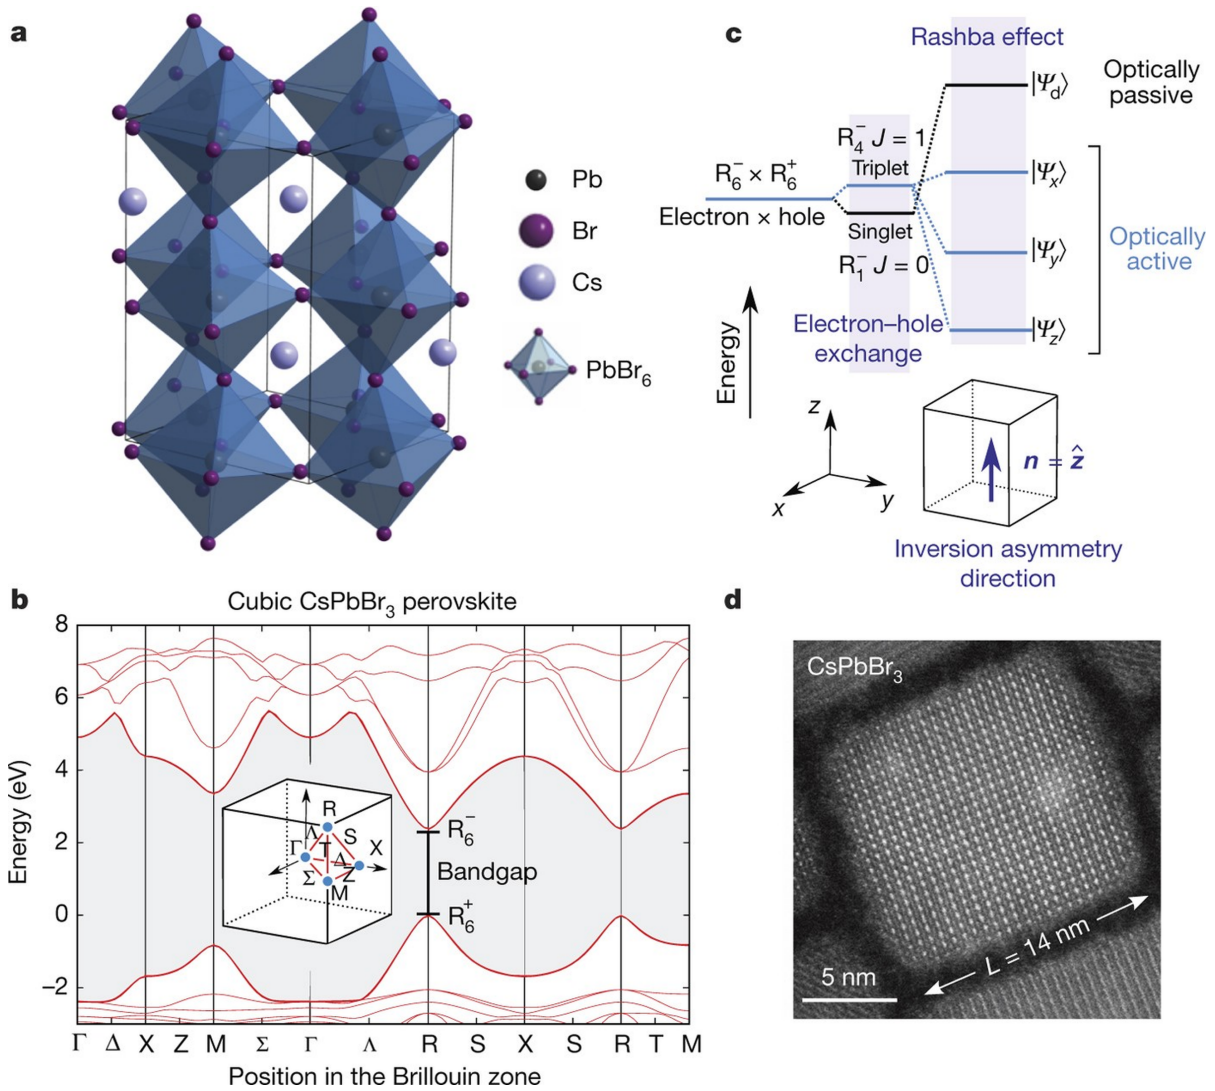 a
Pb
Br
Cs
PbBr₆
c
Rashba effect
|Ψd⟩
Optically
passive
R₄⁻ J = 1
Triplet
R₆⁻ × R₆⁺
Electron × hole
|Ψx⟩
Singlet
R₁⁻ J = 0
|Ψy⟩
Optically
active
Electron–hole
exchange
|Ψz⟩
Energy
z
x
y
n = ẑ
Inversion asymmetry
direction
b
Cubic CsPbBr₃ perovskite
Energy (eV)
8
6
4
2
0
–2
R
Λ
S
Γ
T
Δ
X
Σ
Z
M
R₆⁻
Bandgap
R₆⁺
Γ Δ X Z M Σ Γ Λ R S X S R T M
Position in the Brillouin zone
d
CsPbBr₃
L = 14 nm
5 nm